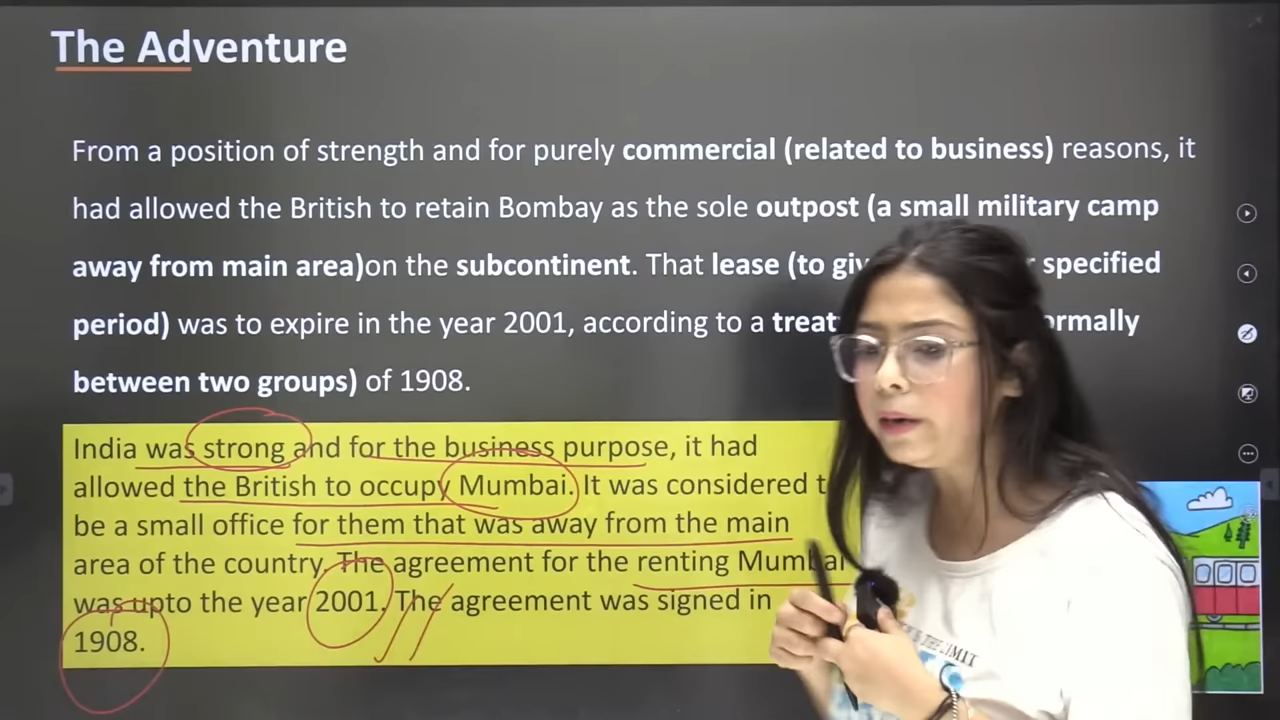 The Adventure
From a position of strength and for purely commercial (related to business) reasons, it
had allowed the British to retain Bombay as the sole outpost (a small military camp
away from main area)on the subcontinent. That lease (to specified
period) was to expire in the year 2001, according to a
between two groups) of 1908.
India was strong and for the business purpose, it had
allowed the British to occupy Mumbai. It was considered
be a small office for them that was away from the main
area of the country. The agreement for the renting Mumbai
was upto the year 2001. The agreement was signed in
1908.
THE LIMIT